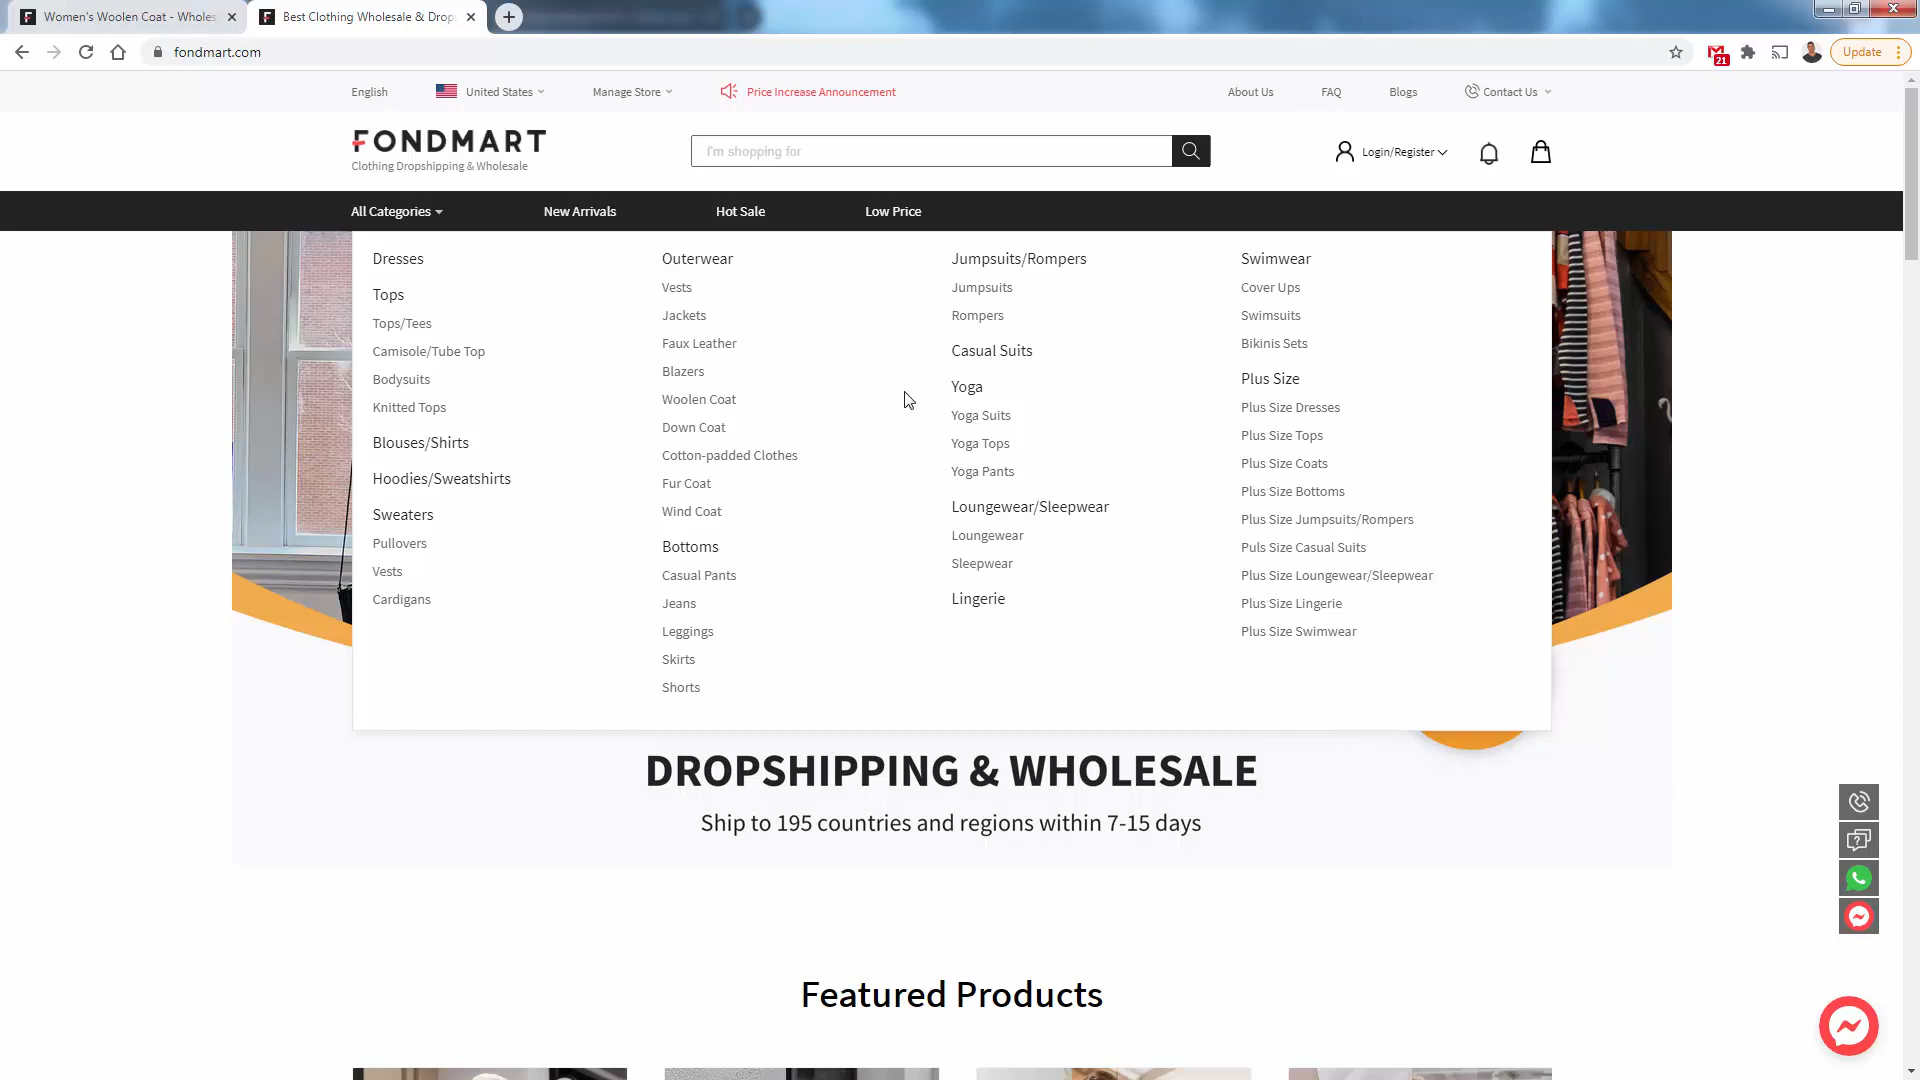 Women's Woolen Coat - Wholes
Best Clothing Wholesale & Drop
fondmart.com
21
Update
English
United States
Manage Store
Price Increase Announcement
About Us
FAQ
Blogs
Contact Us
FONDMART
Clothing Dropshipping & Wholesale
I'm shopping for
Login/Register
All Categories
New Arrivals
Hot Sale
Low Price
Dresses
Tops
Tops/Tees
Camisole/Tube Top
Bodysuits
Knitted Tops
Blouses/Shirts
Hoodies/Sweatshirts
Sweaters
Pullovers
Vests
Cardigans
Outerwear
Vests
Jackets
Faux Leather
Blazers
Woolen Coat
Down Coat
Cotton-padded Clothes
Fur Coat
Wind Coat
Bottoms
Casual Pants
Jeans
Leggings
Skirts
Shorts
Jumpsuits/Rompers
Jumpsuits
Rompers
Casual Suits
Yoga
Yoga Suits
Yoga Tops
Yoga Pants
Loungewear/Sleepwear
Loungewear
Sleepwear
Lingerie
Swimwear
Cover Ups
Swimsuits
Bikinis Sets
Plus Size
Plus Size Dresses
Plus Size Tops
Plus Size Coats
Plus Size Bottoms
Plus Size Jumpsuits/Rompers
Puls Size Casual Suits
Plus Size Loungewear/Sleepwear
Plus Size Lingerie
Plus Size Swimwear
DROPSHIPPING & WHOLESALE
Ship to 195 countries and regions within 7-15 days
Featured Products